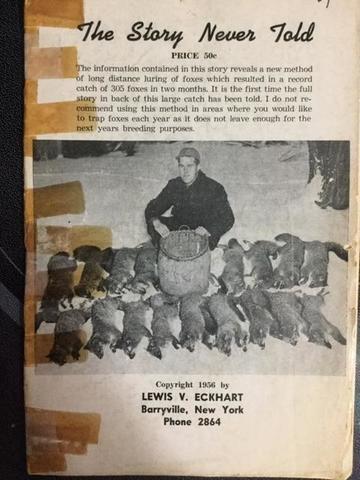 The Story Never Told
PRICE 50c
The information contained in this story reveals a new method
of long distance luring of foxes which resulted in a record
catch of 305 foxes in two months. It is the first time the full
story in back of this large catch has been told. I do not re-
commend using this method in areas where you would like
to trap foxes each year as it does not leave enough for the
next years breeding purposes.
Copyright 1956 by
LEWIS V. ECKHART
Barryville, New York
Phone 2864